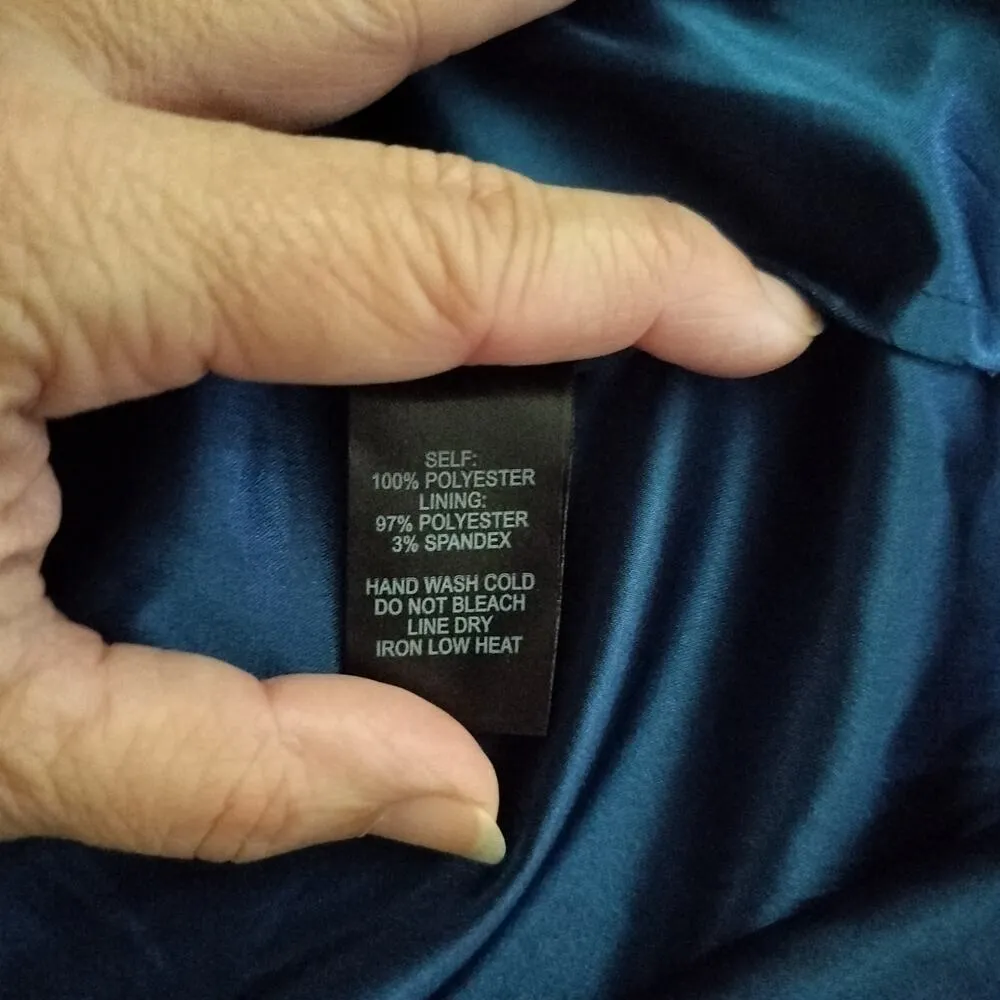 SELF:
100% POLYESTER
LINING:
97% POLYESTER
3% SPANDEX
HAND WASH COLD
DO NOT BLEACH
LINE DRY
IRON LOW HEAT